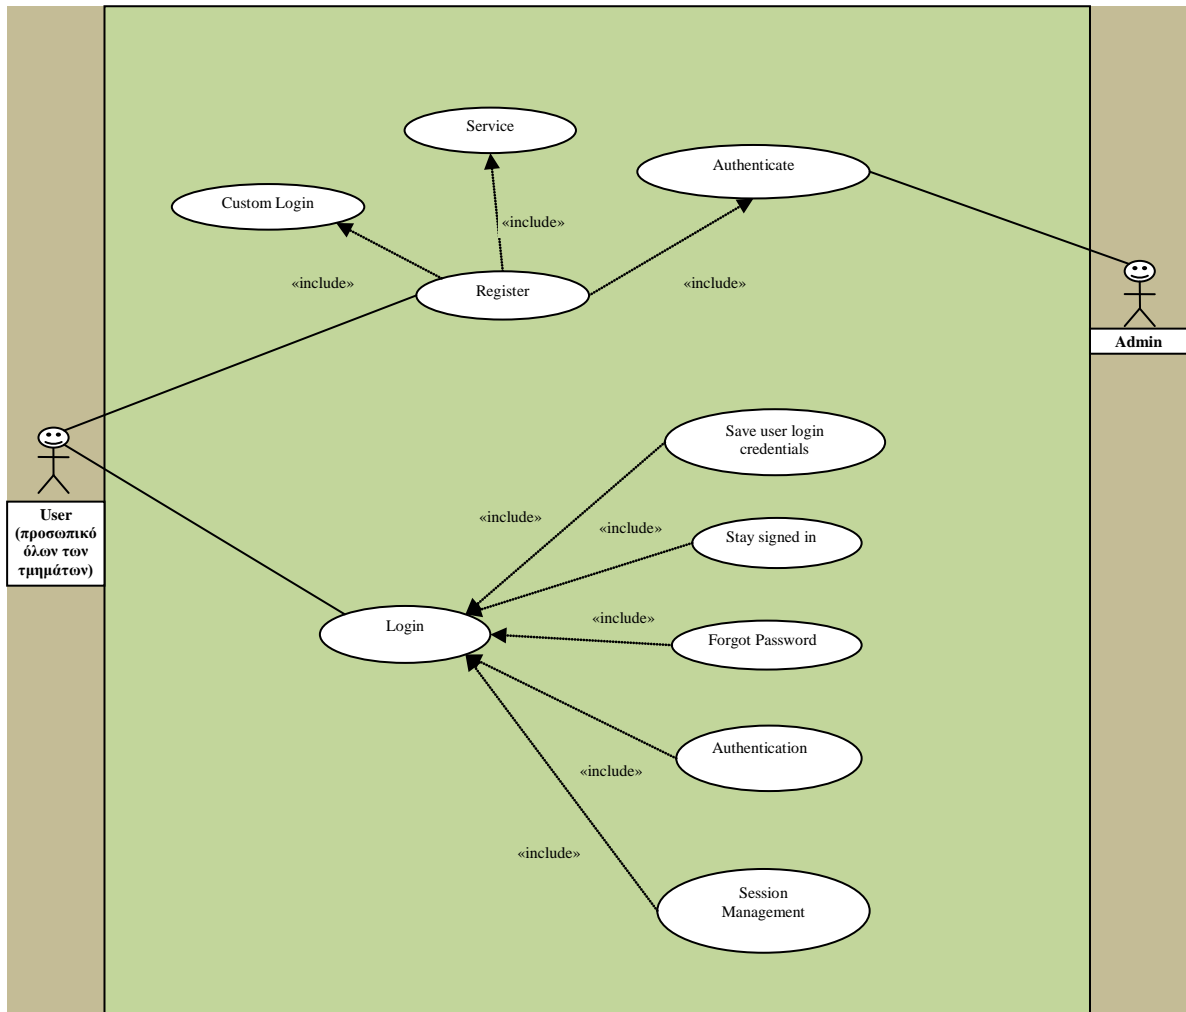 Service
Authenticate
Custom Login
«include»
«include»
«include»
Register
Admin
User
(προσωπικό
όλων των
τμημάτων)
Save user login
credentials
«include»
«include»
Stay signed in
«include»
Login
Forgot Password
Authentication
«include»
«include»
Session
Management